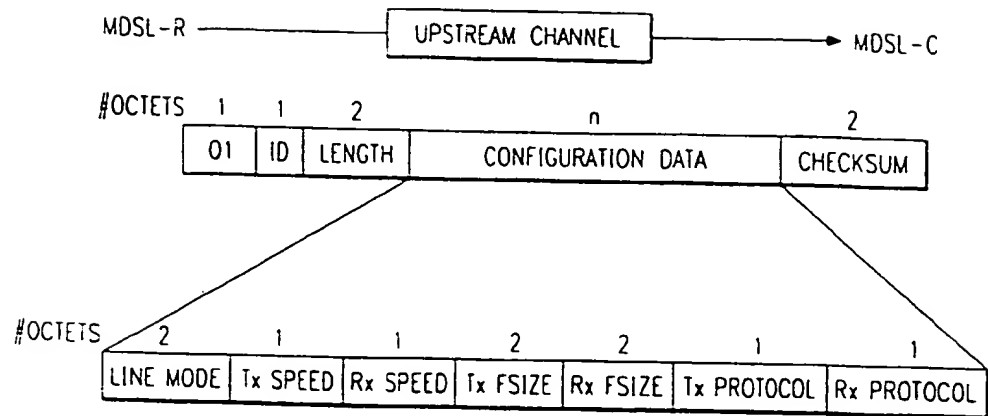 MDSL-R UPSTREAM CHANNEL MDSL-C
#OCTETS 1 1 2 n 2
01 ID LENGTH CONFIGURATION DATA CHECKSUM
#OCTETS 2 1 1 2 2 1 1
LINE MODE Tx SPEED Rx SPEED Tx FSIZE Rx FSIZE Tx PROTOCOL Rx PROTOCOL